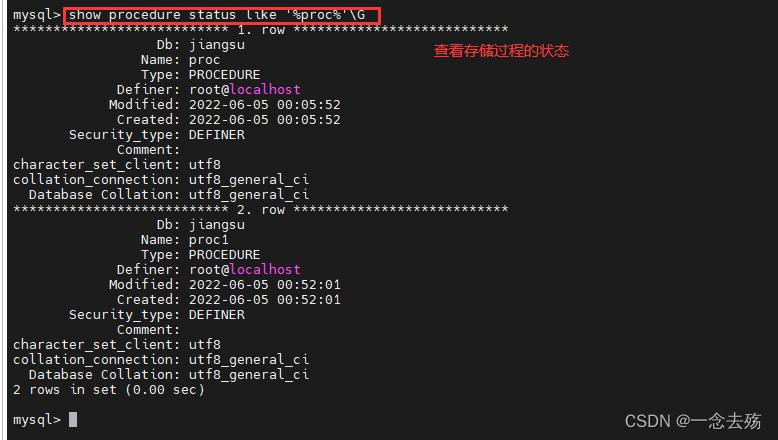 mysql> show procedure status like '%proc%'\G
*************************** 1. row ***************************
Db: jiangsu
查看存储过程的状态
Name: proc
Type: PROCEDURE
Definer: root@localhost
Modified: 2022-06-05 00:05:52
Created: 2022-06-05 00:05:52
Security_type: DEFINER
Comment:
character_set_client: utf8
collation_connection: utf8_general_ci
Database Collation: utf8_general_ci
*************************** 2. row ***************************
Db: jiangsu
Name: proc1
Type: PROCEDURE
Definer: root@localhost
Modified: 2022-06-05 00:52:01
Created: 2022-06-05 00:52:01
Security_type: DEFINER
Comment:
character_set_client: utf8
collation_connection: utf8_general_ci
Database Collation: utf8_general_ci
2 rows in set (0.00 sec)
mysql>
CSDN @一念去殇